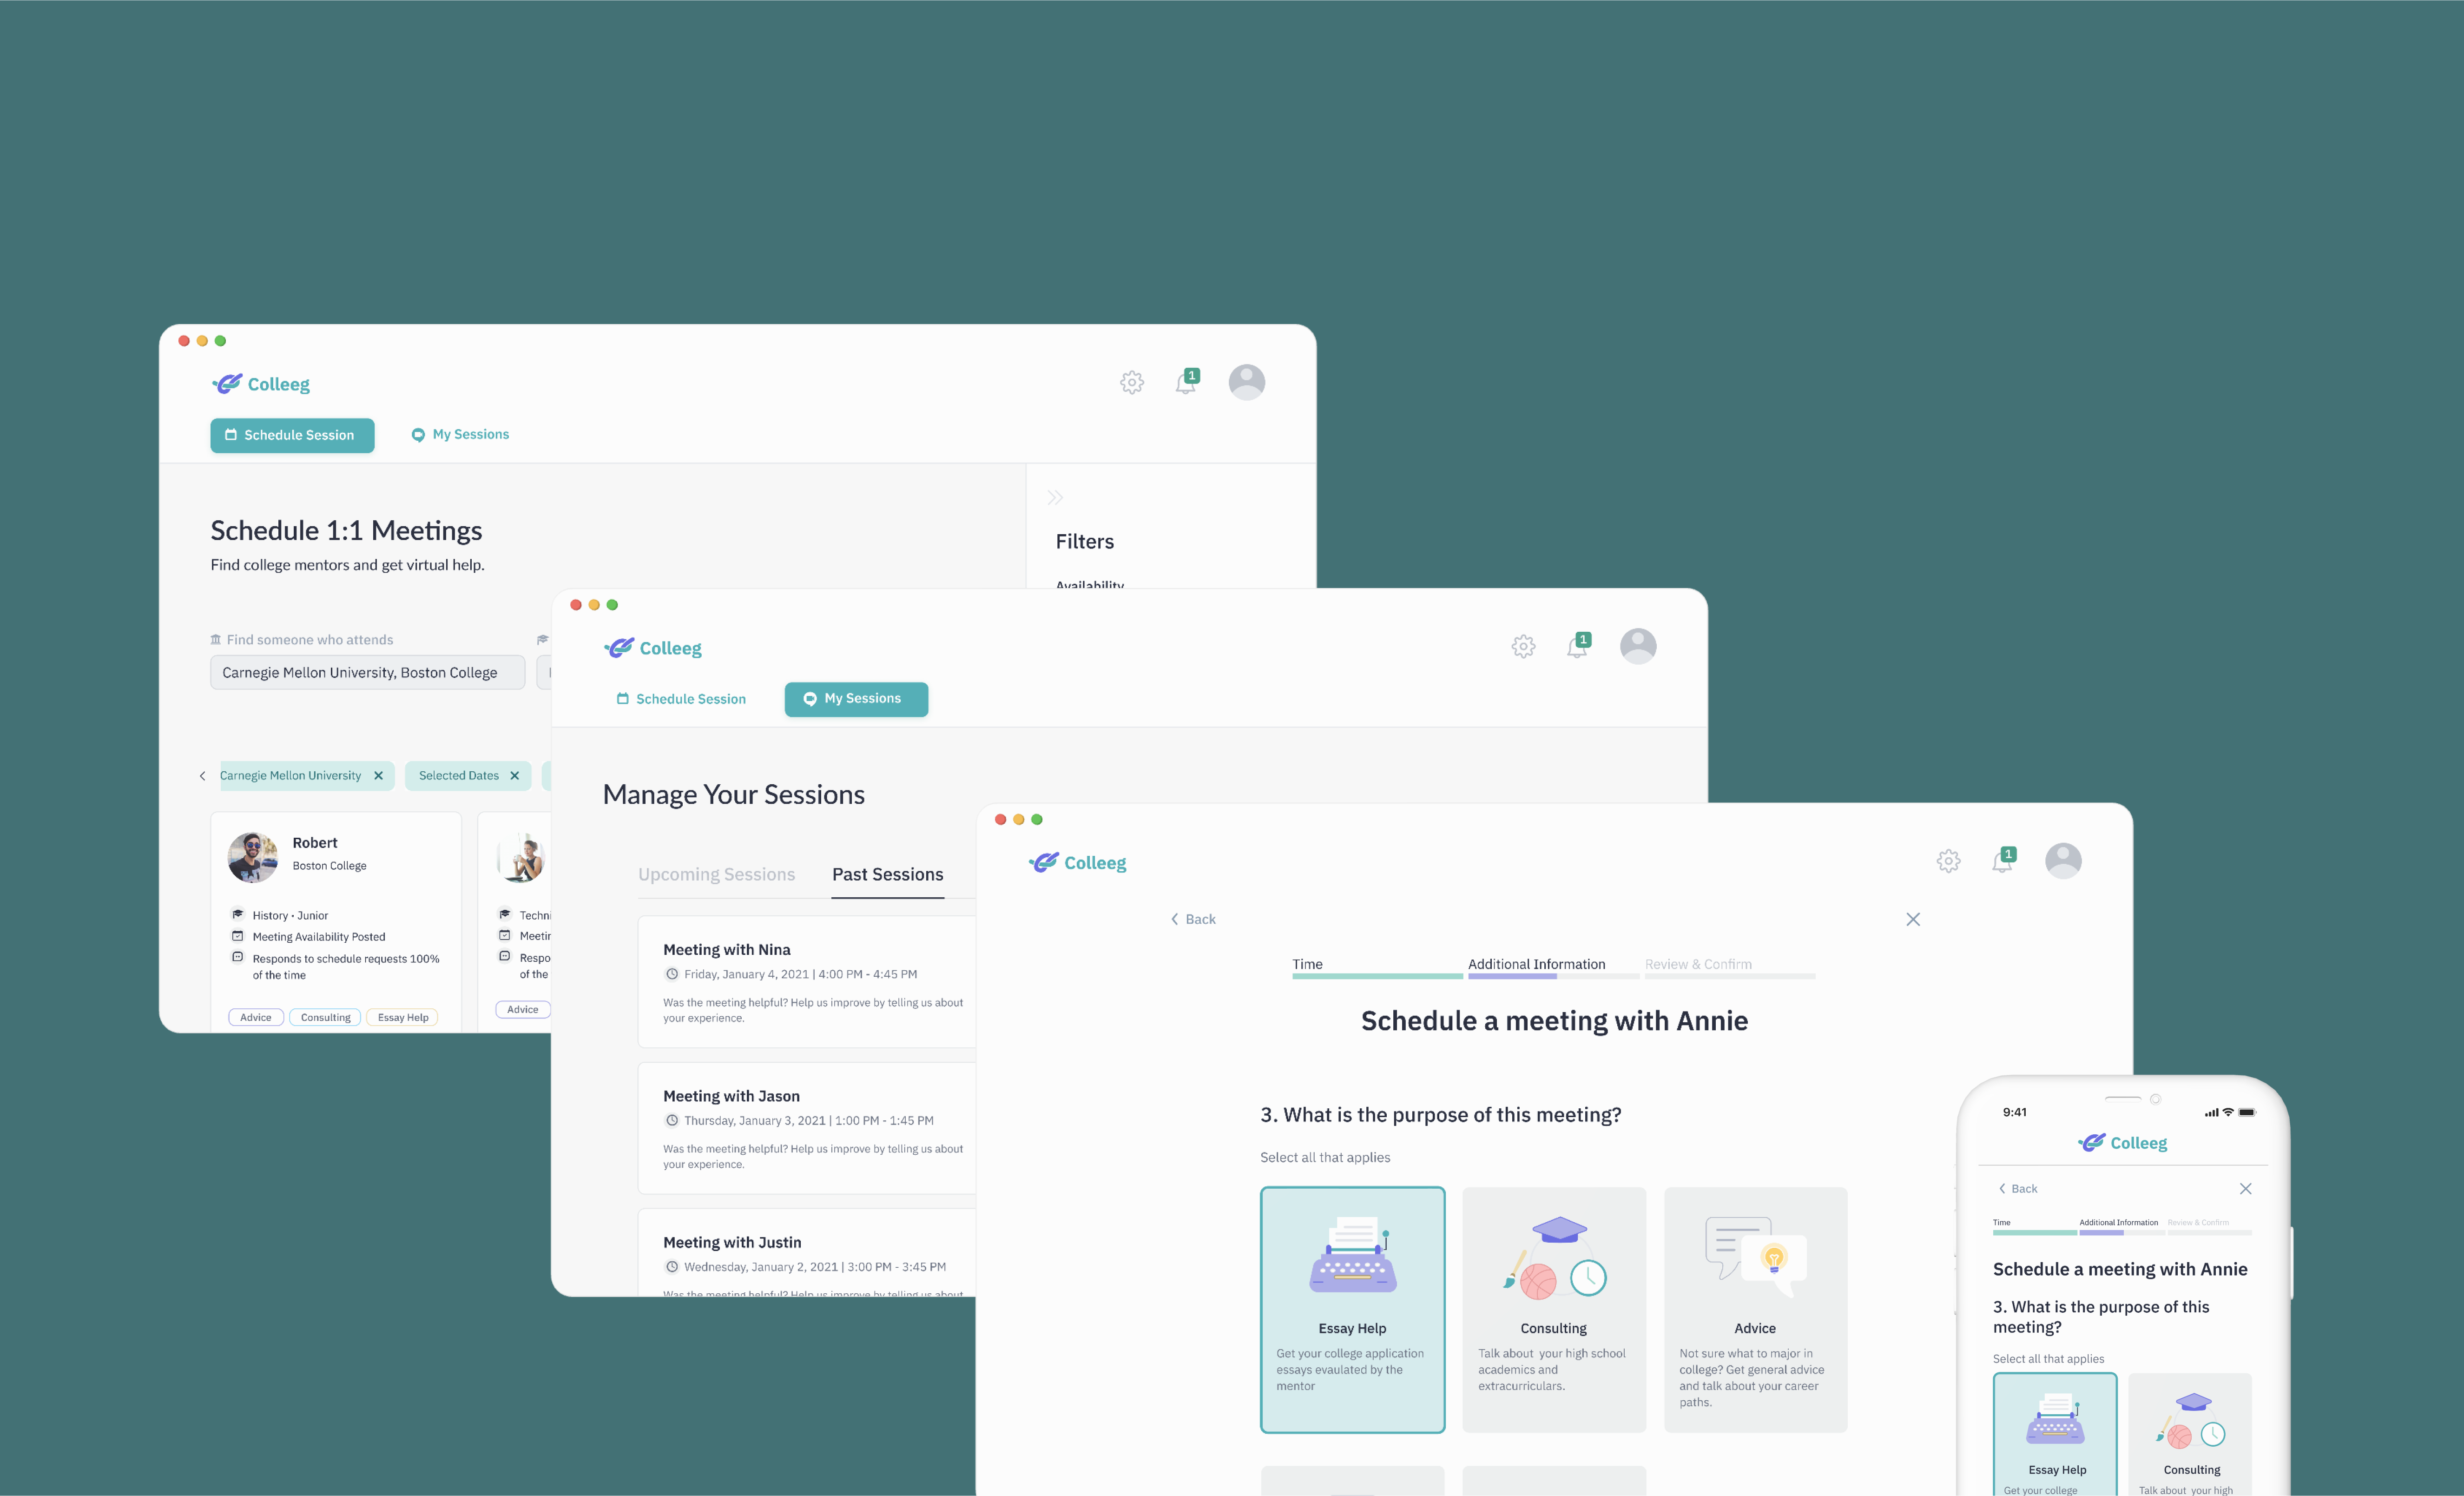 Colleeg
1
Schedule Session
My Sessions
Schedule 1:1 Meetings
Find college mentors and get virtual help.
Filters
Availability
Find someone who attends
Carnegie Mellon University, Boston College
Carnegie Mellon University
Selected Dates
Robert
Boston College
History • Junior
Meeting Availability Posted
Responds to schedule requests 100%
of the time
Advice
Consulting
Essay Help
of the
Advice
Colleeg
1
Schedule Session
My Sessions
Manage Your Sessions
Upcoming Sessions
Past Sessions
Meeting with Nina
Friday, January 4, 2021 | 4:00 PM - 4:45 PM
Was the meeting helpful? Help us improve by telling us about
your experience.
Meeting with Jason
Thursday, January 3, 2021 | 1:00 PM - 1:45 PM
Was the meeting helpful? Help us improve by telling us about
your experience.
Meeting with Justin
Wednesday, January 2, 2021 | 3:00 PM - 3:45 PM
Was the meeting helpful? Help us improve by telling us about
Colleeg
1
Back
Time
Additional Information
Review & Confirm
Schedule a meeting with Annie
3. What is the purpose of this meeting?
Select all that applies
Essay Help
Get your college application
essays evaulated by the
mentor
Consulting
Talk about your high school
academics and
extracurriculars.
Advice
Not sure what to major in
college? Get general advice
and talk about your career
paths.
9:41
Colleeg
Back
Time
Additional Information
Review & Confirm
Schedule a meeting with Annie
3. What is the purpose of this
meeting?
Select all that applies
Essay Help
Get your college
Consulting
Talk about your high